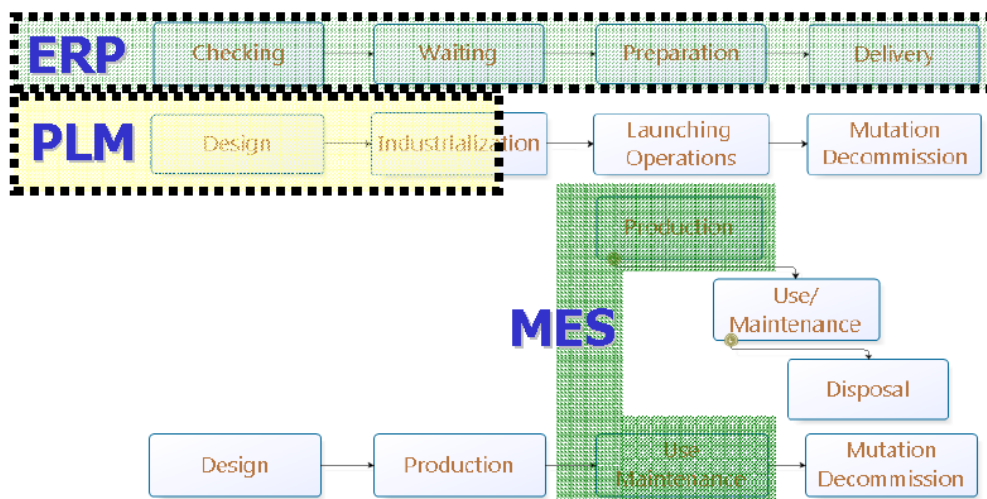 ERP
Checking
Waiting
Preparation
Delivery
PLM
Design
Industrialization
Launching
Operations
Mutation
Decommission
Production
MES
Use/
Maintenance
Disposal
Design
Production
Use
Maintenance
Mutation
Decommission